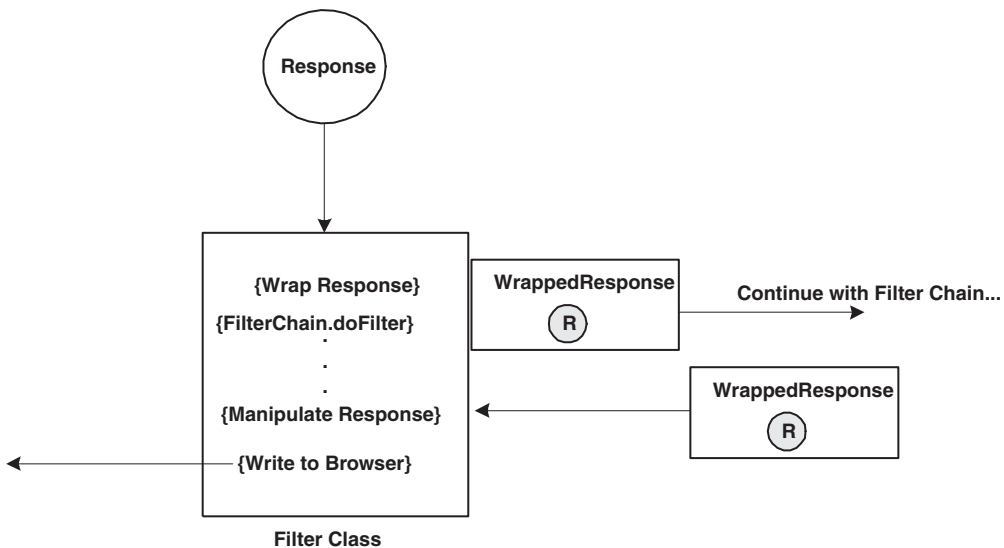 Response
{Wrap Response}
{FilterChain.doFilter}
.
.
.
{Manipulate Response}
{Write to Browser}
Filter Class
WrappedResponse
R
Continue with Filter Chain...
WrappedResponse
R